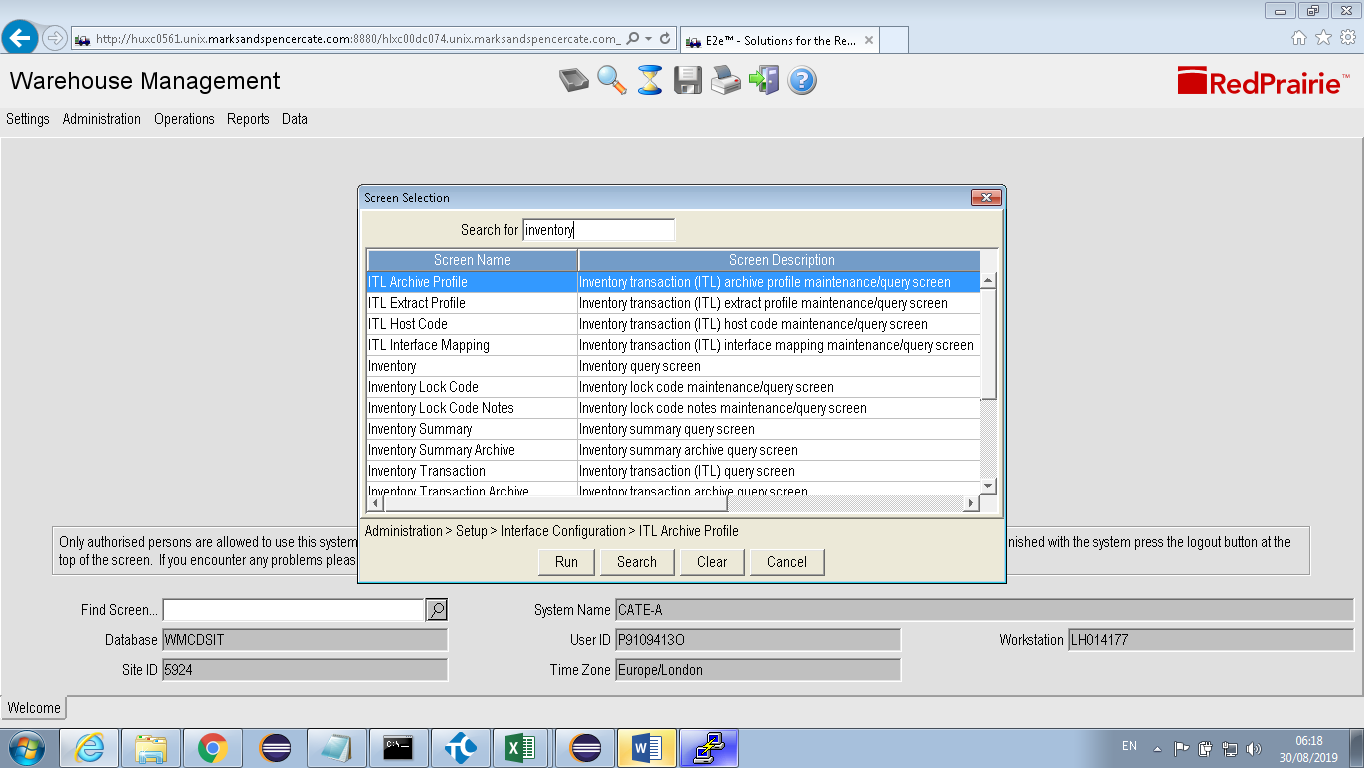 http://huxc0561.unix.marksandspencercate.com:8880/hlxc00dc074.unix.marksandspencercate.com_
E2e™ - Solutions for the Re...
Warehouse Management
RedPrairie™
Settings Administration Operations Reports Data
Screen Selection
Search for inventory
Screen Name Screen Description
ITL Archive Profile Inventory transaction (ITL) archive profile maintenance/query screen
ITL Extract Profile Inventory transaction (ITL) extract profile maintenance/query screen
ITL Host Code Inventory transaction (ITL) host code maintenance/query screen
ITL Interface Mapping Inventory transaction (ITL) interface mapping maintenance/query screen
Inventory Inventory query screen
Inventory Lock Code Inventory lock code maintenance/query screen
Inventory Lock Code Notes Inventory lock code notes maintenance/query screen
Inventory Summary Inventory summary query screen
Inventory Summary Archive Inventory summary archive query screen
Inventory Transaction Inventory transaction (ITL) query screen
Inventory Transaction Archive Inventory transaction archive query screen
Administration > Setup > Interface Configuration > ITL Archive Profile
Run Search Clear Cancel
Only authorised persons are allowed to use this system nished with the system press the logout button at the
top of the screen. If you encounter any problems pleas
Find Screen... System Name CATE-A
Database WMCDSIT User ID P9109413O Workstation LH014177
Site ID 5924 Time Zone Europe/London
Welcome
C:\
EN 06:18
30/08/2019